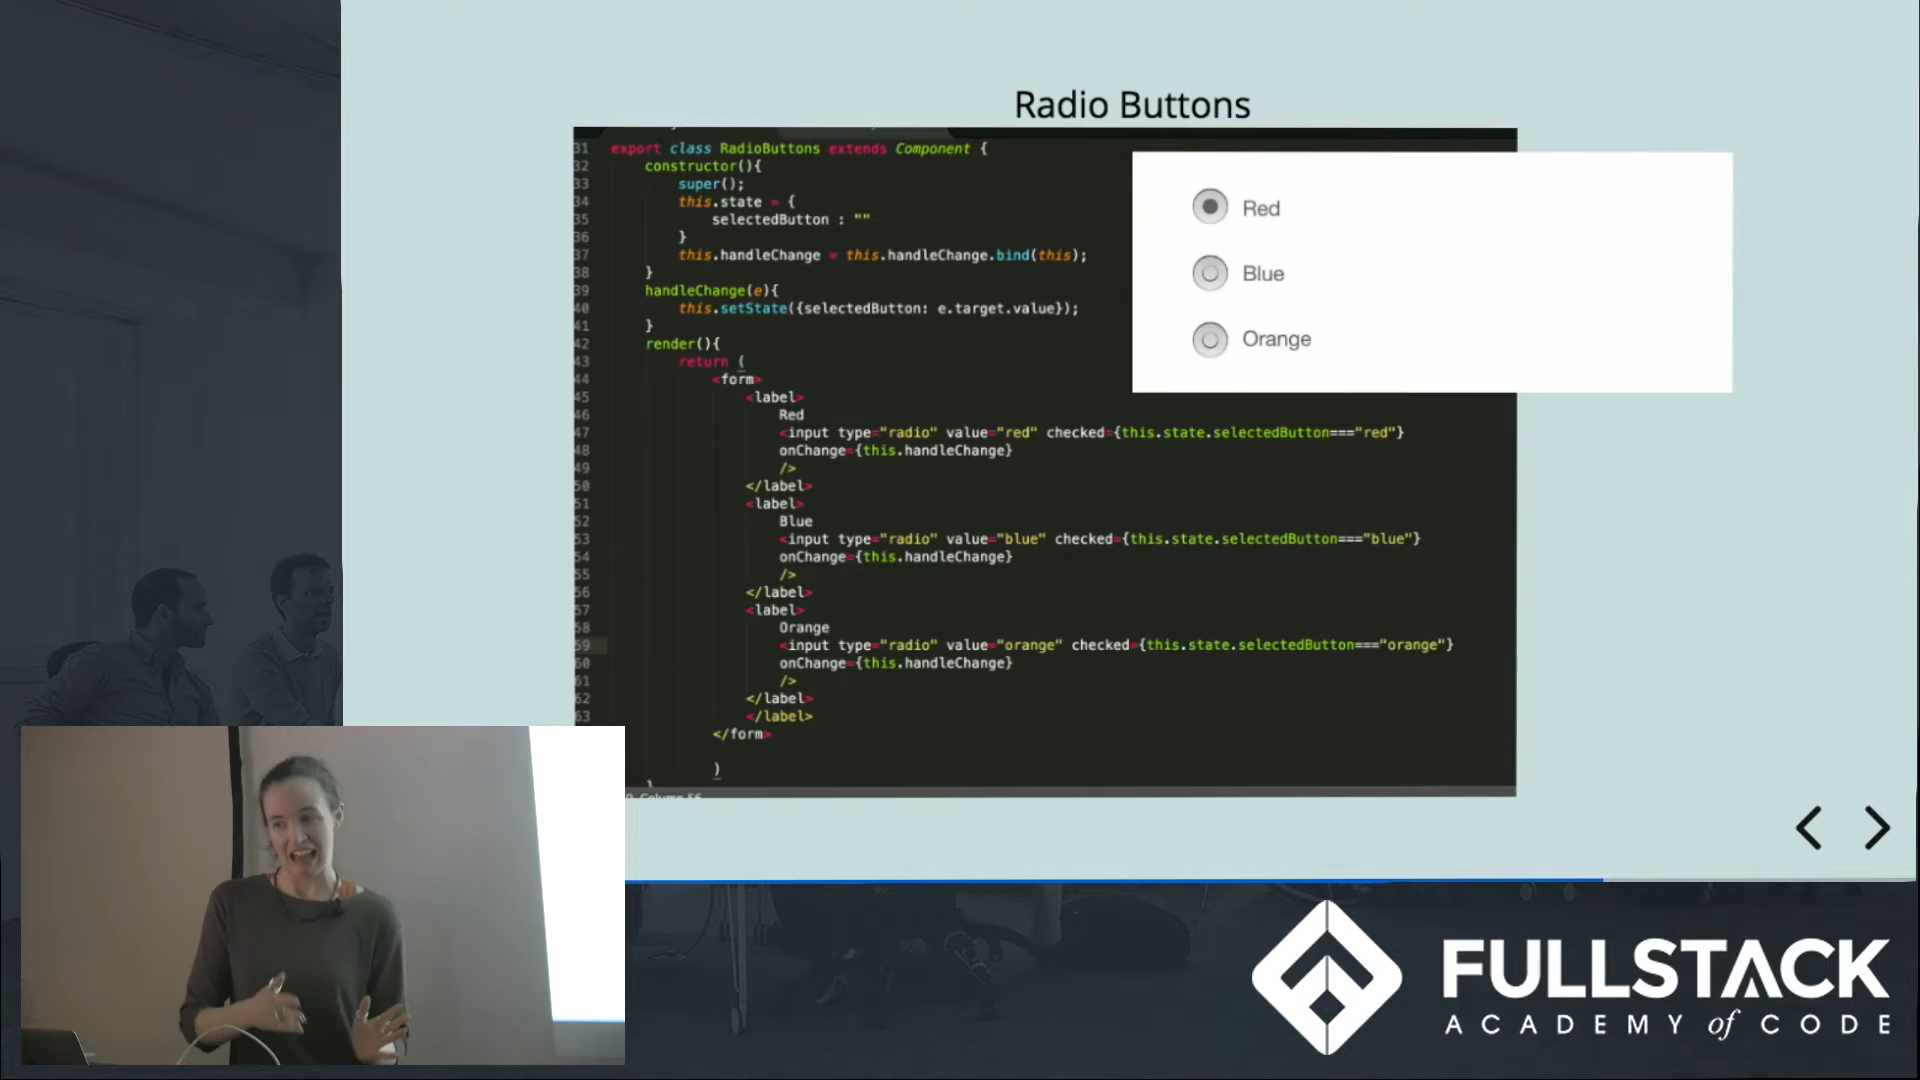 Radio Buttons
31 export class RadioButtons extends Component {
32 constructor(){
33 super();
34 this.state = {
35 selectedButton : ""
36 }
37 this.handleChange = this.handleChange.bind(this);
38 }
39 handleChange(e){
40 this.setState({selectedButton: e.target.value});
41 }
42 render(){
43 return (
44 <form>
45 <label>
46 Red
47 <input type="radio" value="red" checked={this.state.selectedButton==="red"}
48 onChange={this.handleChange}
49 />
50 </label>
51 <label>
52 Blue
53 <input type="radio" value="blue" checked={this.state.selectedButton==="blue"}
54 onChange={this.handleChange}
55 />
56 </label>
57 <label>
58 Orange
59 <input type="radio" value="orange" checked={this.state.selectedButton==="orange"}
60 onChange={this.handleChange}
61 />
62 </label>
63 </label>
</form>
)
Red
Blue
Orange
FULLSTACK
ACADEMY of CODE